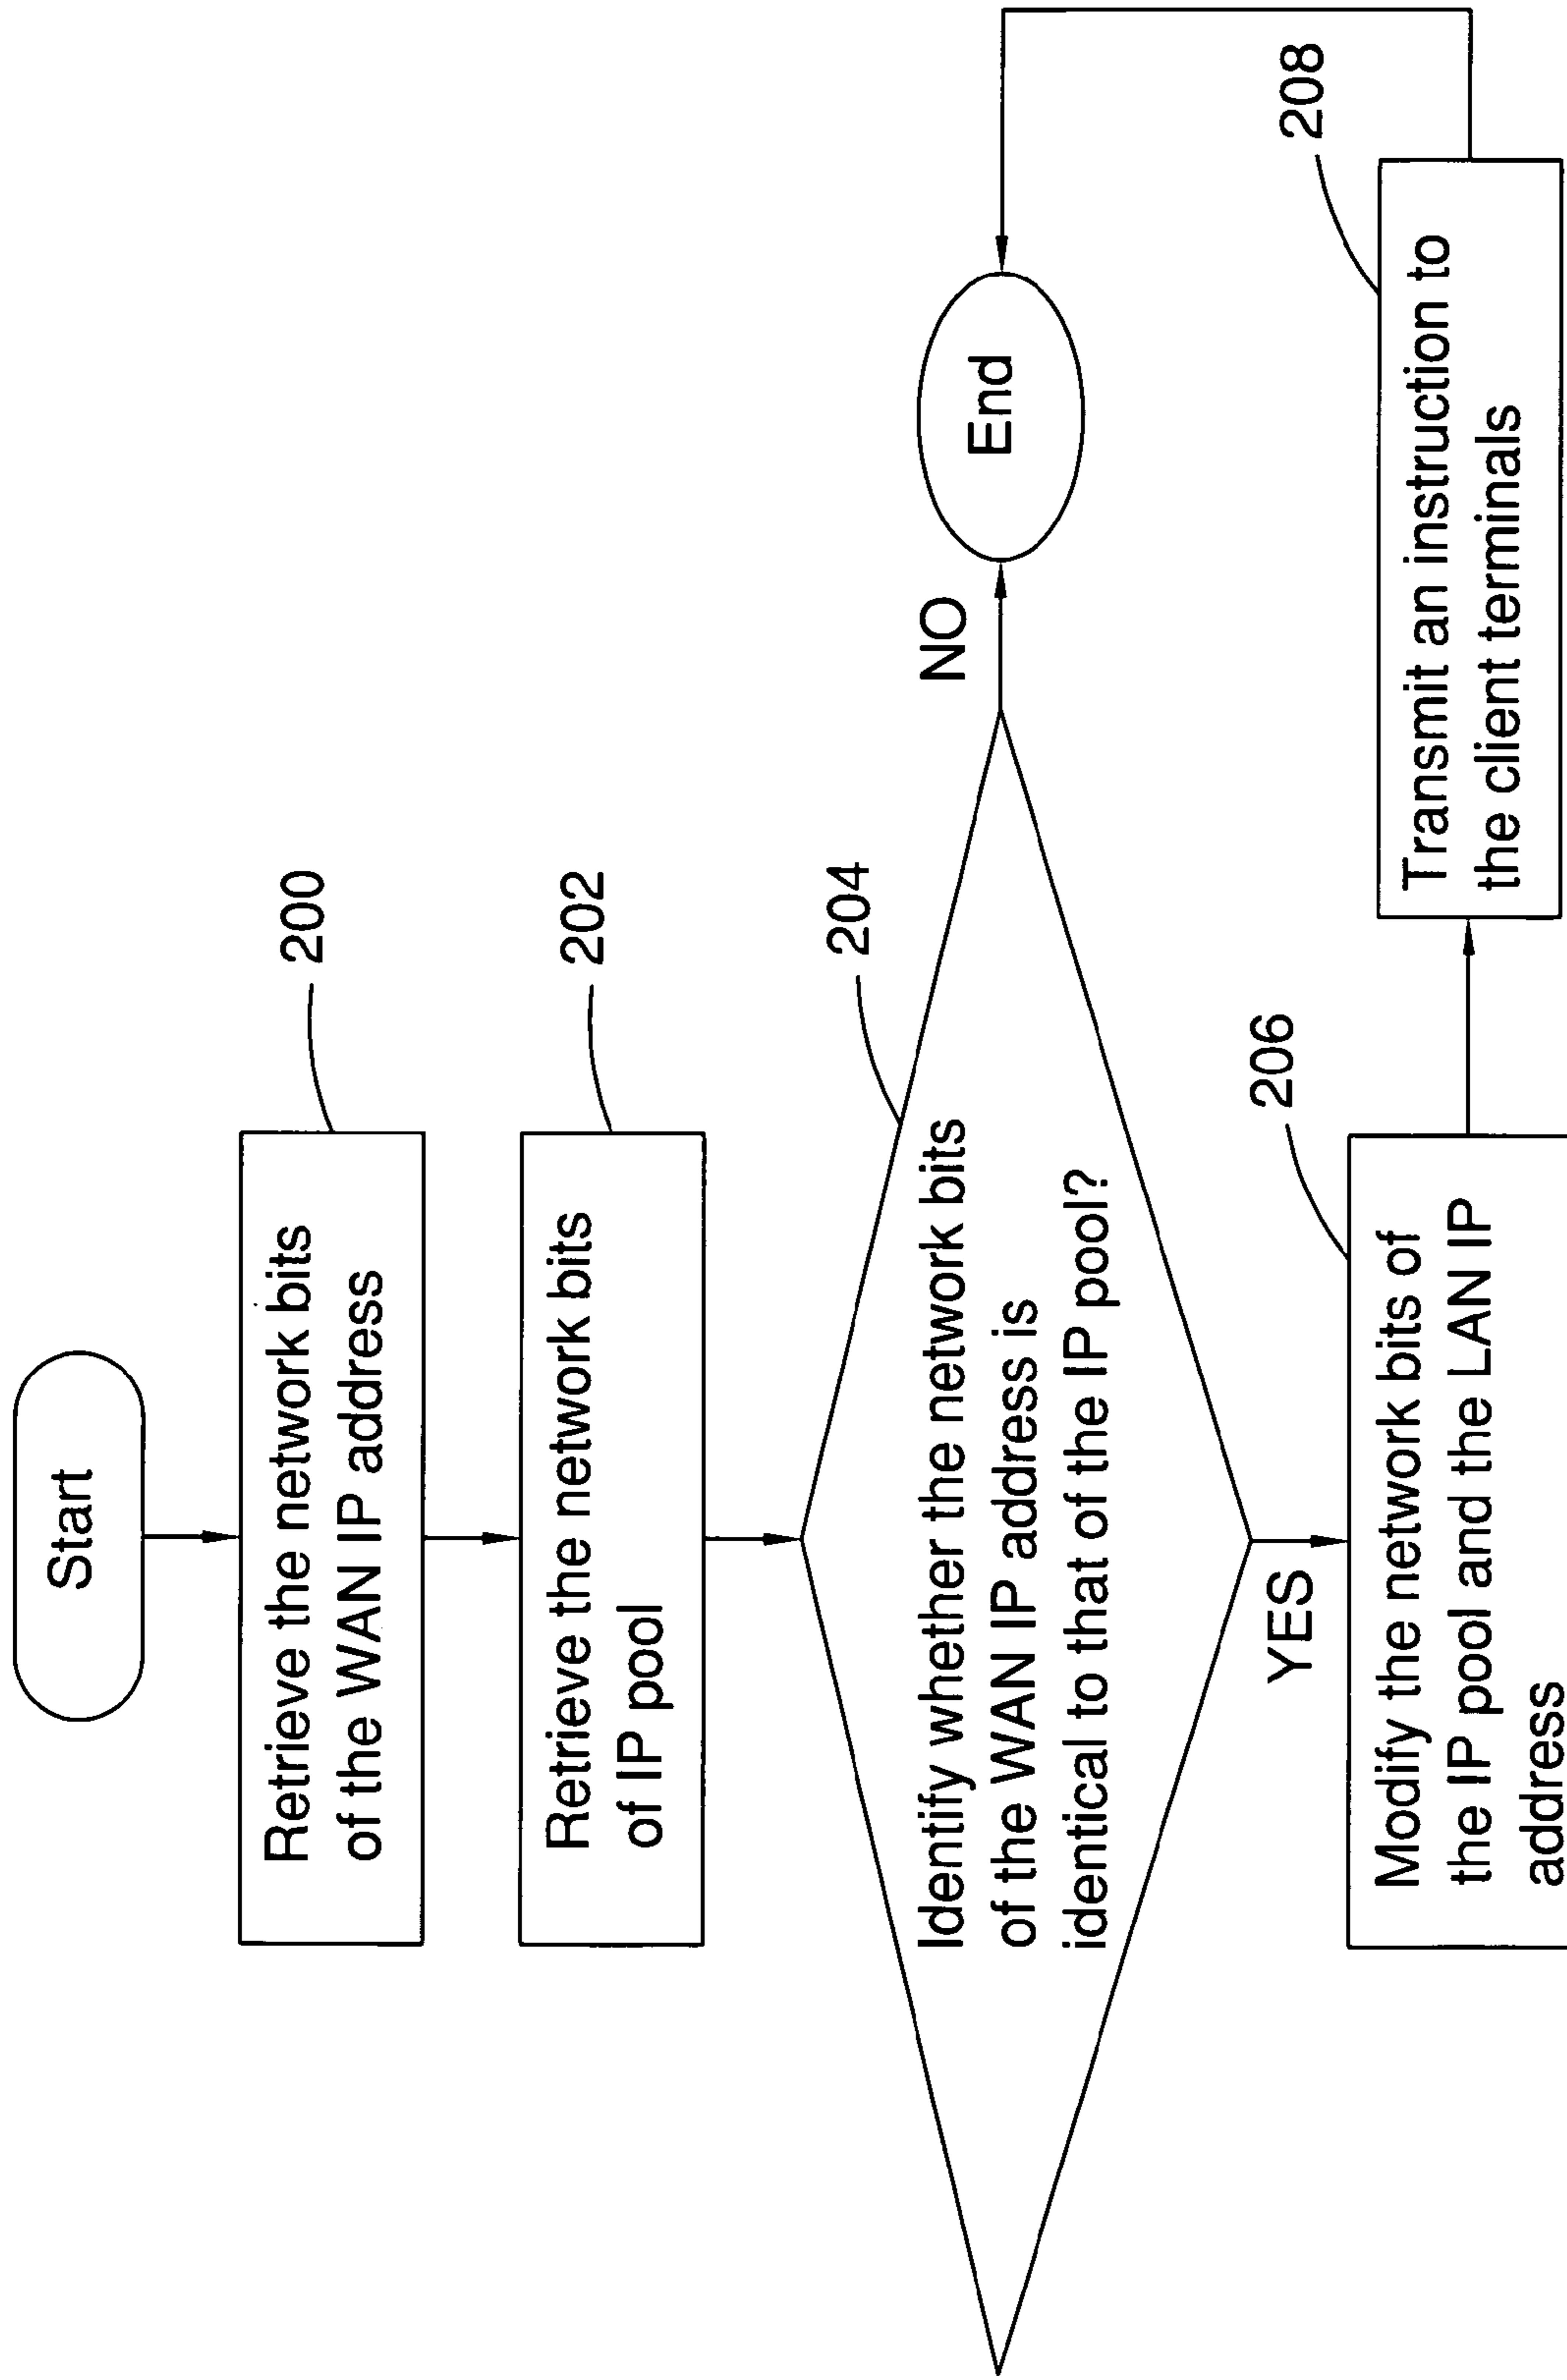 Start
Retrieve the network bits
of the WAN IP address
200
Retrieve the network bits
of IP pool
202
Identify whether the network bits
of the WAN IP address is
identical to that of the IP pool?
204
NO
End
YES
Modify the network bits of
the IP pool and the LAN IP
address
206
Transmit an instruction to
the client terminals
208